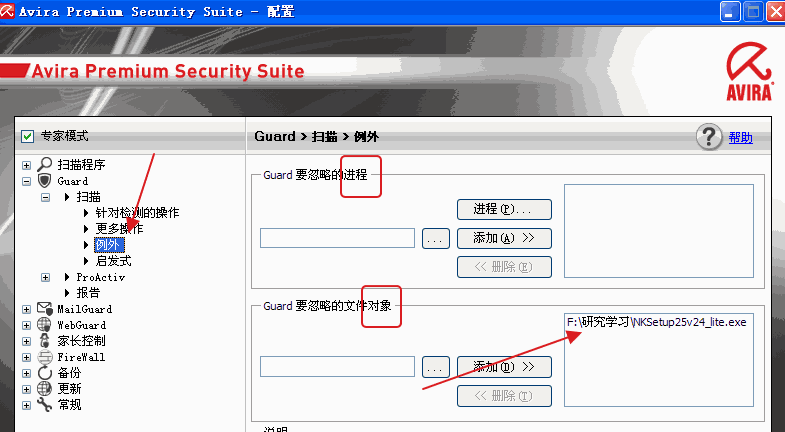 Avira Premium Security Suite - 配置
Avira Premium Security Suite
AVIRA
专家模式
Guard > 扫描 > 例外
? 帮助
扫描程序
Guard
扫描
针对检测的操作
更多操作
例外
启发式
ProActiv
报告
MailGuard
WebGuard
家长控制
FireWall
备份
更新
常规
Guard 要忽略的进程
进程(P)...
... 添加(A) >>
<< 删除(E)
Guard 要忽略的文件对象
F:\研究学习\NKSetup25v24_lite.exe
... 添加(D) >>
<< 删除(T)
说明